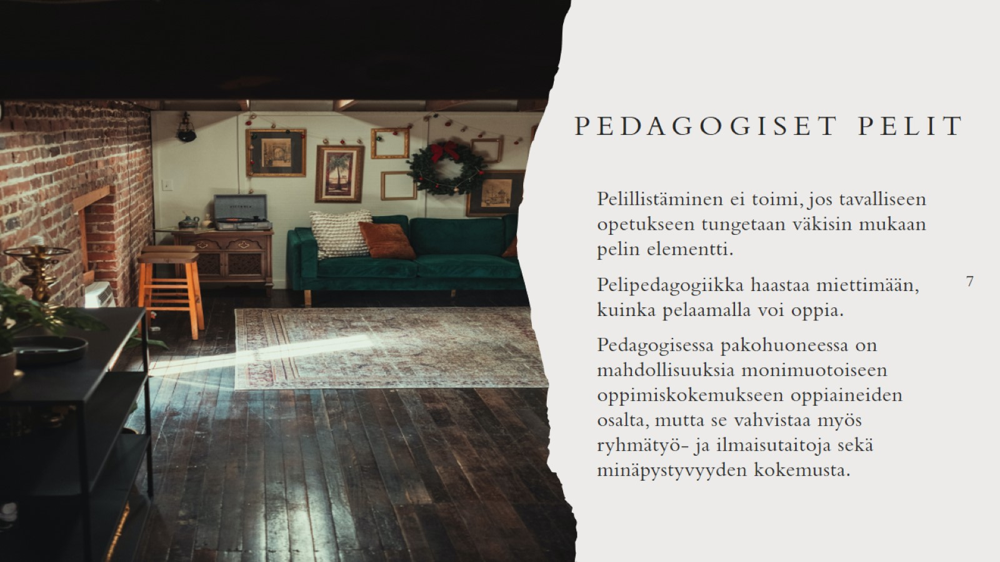 PEDAGOGISET PELIT
Pelillistäminen ei toimi, jos tavalliseen
opetukseen tungetaan väkisin mukaan
pelin elementti.
Pelipedagogiikka haastaa miettimään,
kuinka pelaamalla voi oppia.
7
Pedagogisessa pakohuoneessa on
mahdollisuuksia monimuotoiseen
oppimiskokemukseen oppiaineiden
osalta, mutta se vahvistaa myös
ryhmätyö- ja ilmaisutaitoja sekä
minäpystyvyyden kokemusta.